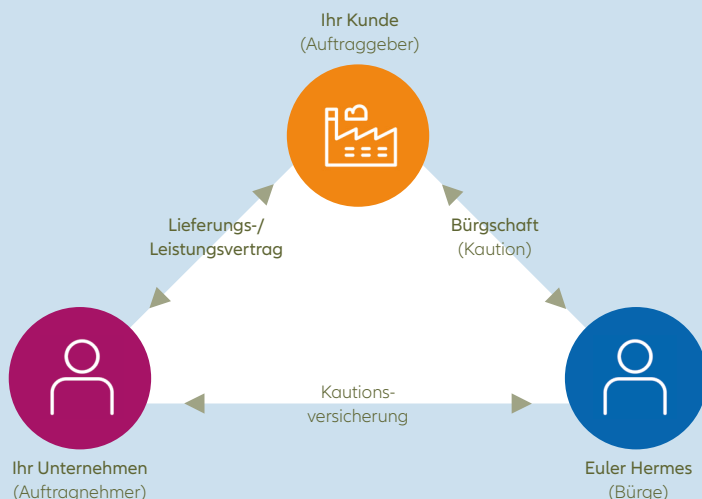 Ihr Kunde
(Auftraggeber)
Lieferungs-/
Leistungsvertrag
Bürgschaft
(Kaution)
Kautions-
versicherung
Ihr Unternehmen
(Auftragnehmer)
Euler Hermes
(Bürge)